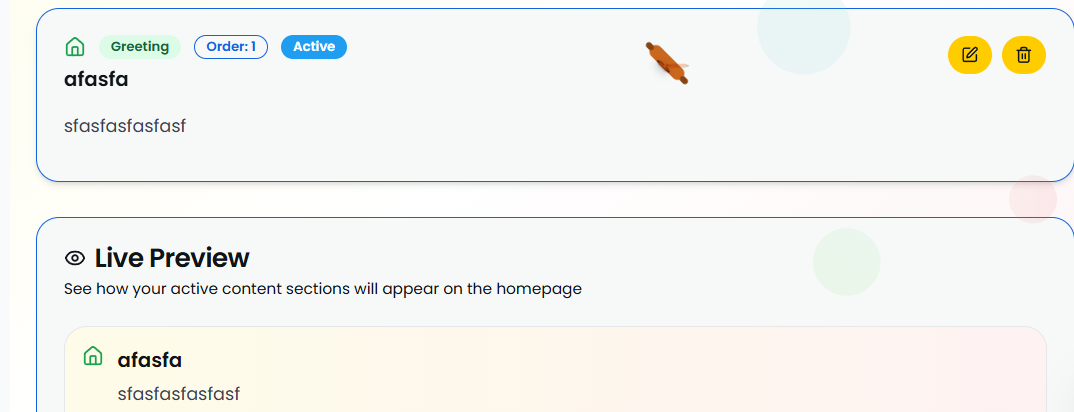 Greeting Order: 1 Active
afasfa
sfasfasfasfasf
Live Preview
See how your active content sections will appear on the homepage
afasfa
sfasfasfasfasf